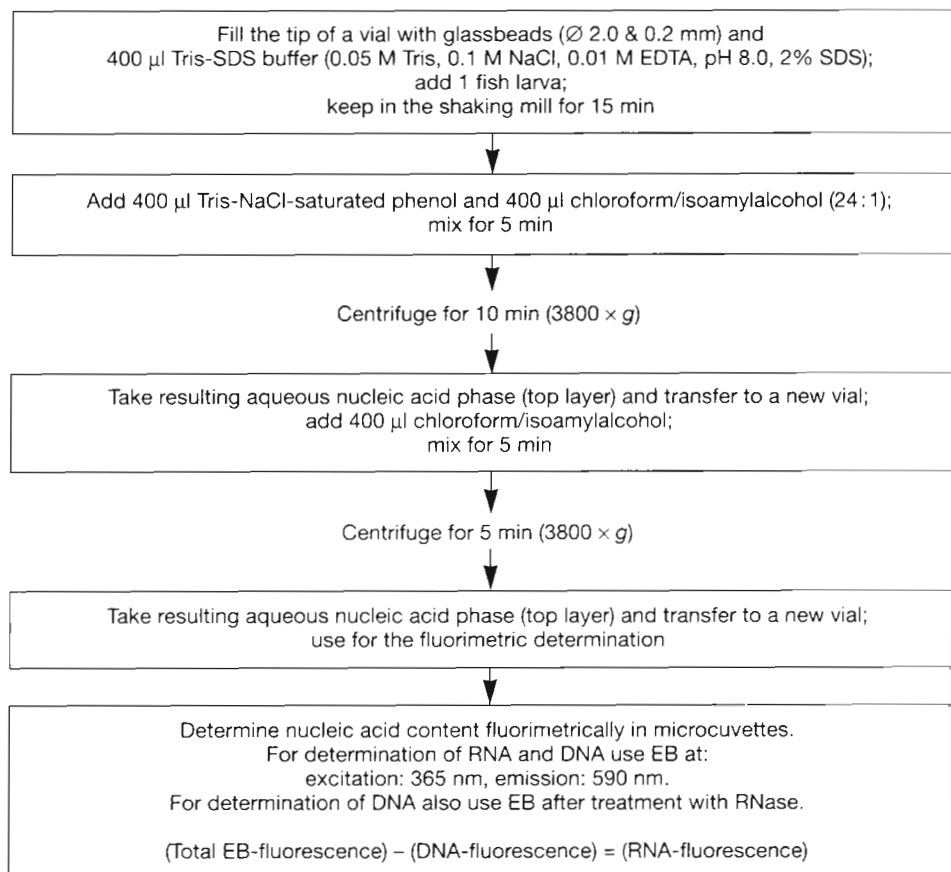 Fill the tip of a vial with glassbeads (Ø 2.0 & 0.2 mm) and
400 µl Tris-SDS buffer (0.05 M Tris, 0.1 M NaCl, 0.01 M EDTA, pH 8.0, 2% SDS);
add 1 fish larva;
keep in the shaking mill for 15 min
Add 400 µl Tris-NaCl-saturated phenol and 400 µl chloroform/isoamylalcohol (24:1);
mix for 5 min
Centrifuge for 10 min (3800 × g)
Take resulting aqueous nucleic acid phase (top layer) and transfer to a new vial;
add 400 µl chloroform/isoamylalcohol;
mix for 5 min
Centrifuge for 5 min (3800 × g)
Take resulting aqueous nucleic acid phase (top layer) and transfer to a new vial;
use for the fluorimetric determination
Determine nucleic acid content fluorimetrically in microcuvettes.
For determination of RNA and DNA use EB at:
excitation: 365 nm, emission: 590 nm.
For determination of DNA also use EB after treatment with RNase.
(Total EB-fluorescence) – (DNA-fluorescence) = (RNA-fluorescence)